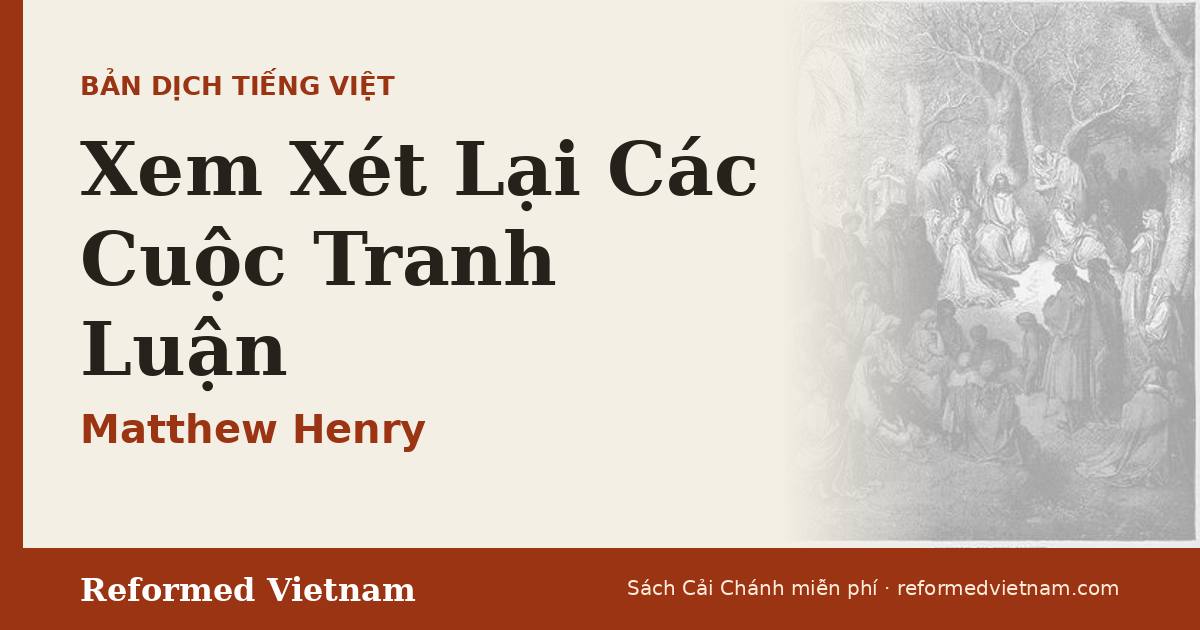 BẢN DỊCH TIẾNG VIỆT
Xem Xét Lại Các
Cuộc Tranh
Luận
Matthew Henry
Reformed Vietnam
Sách Cải Chánh miễn phí · reformedvietnam.com